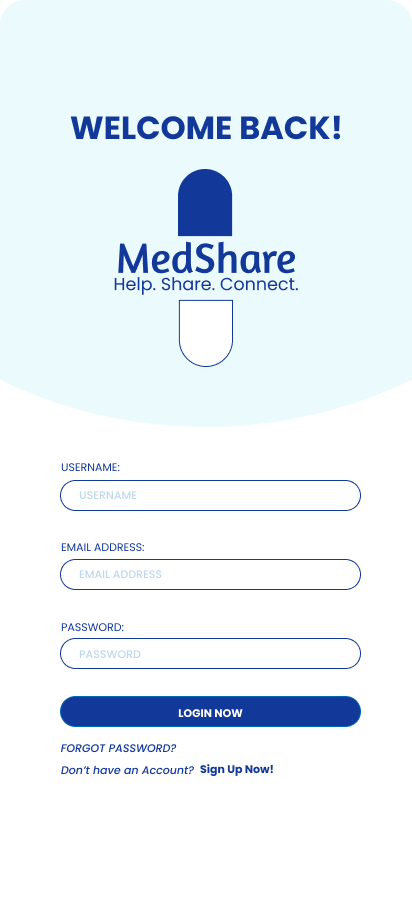 WELCOME BACK!
MedShare
Help. Share. Connect.
USERNAME:
USERNAME
EMAIL ADDRESS:
EMAIL ADDRESS
PASSWORD:
PASSWORD
LOGIN NOW
FORGOT PASSWORD?
Don't have an Account? Sign Up Now!